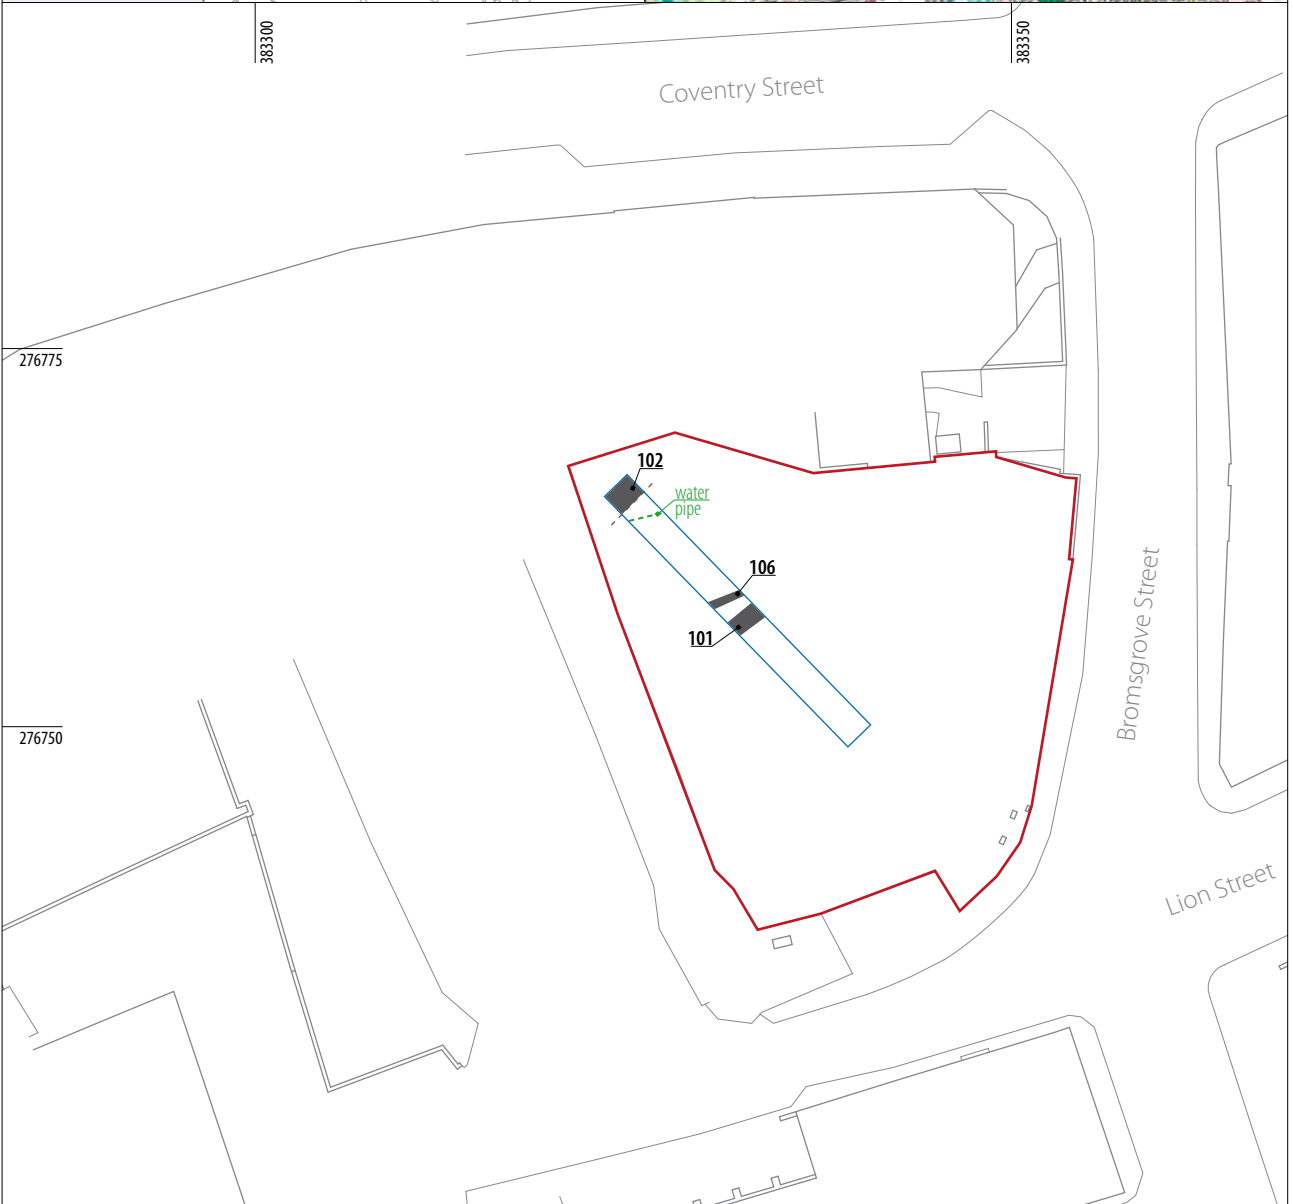 383300
383350
Coventry Street
276775
102
water
pipe
106
101
Bromsgrove Street
276750
Lion Street